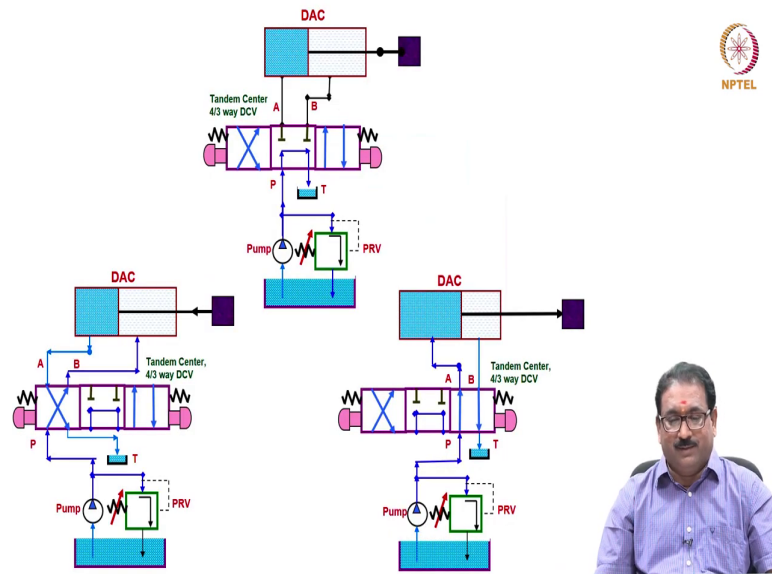 DAC
NPTEL
Tandem Center
4/3 way DCV
A
B
P
T
Pump
PRV
DAC
A
B
Tandem Center,
4/3 way DCV
P
T
Pump
PRV
DAC
A
B
Tandem Center,
4/3 way DCV
P
T
Pump
PRV